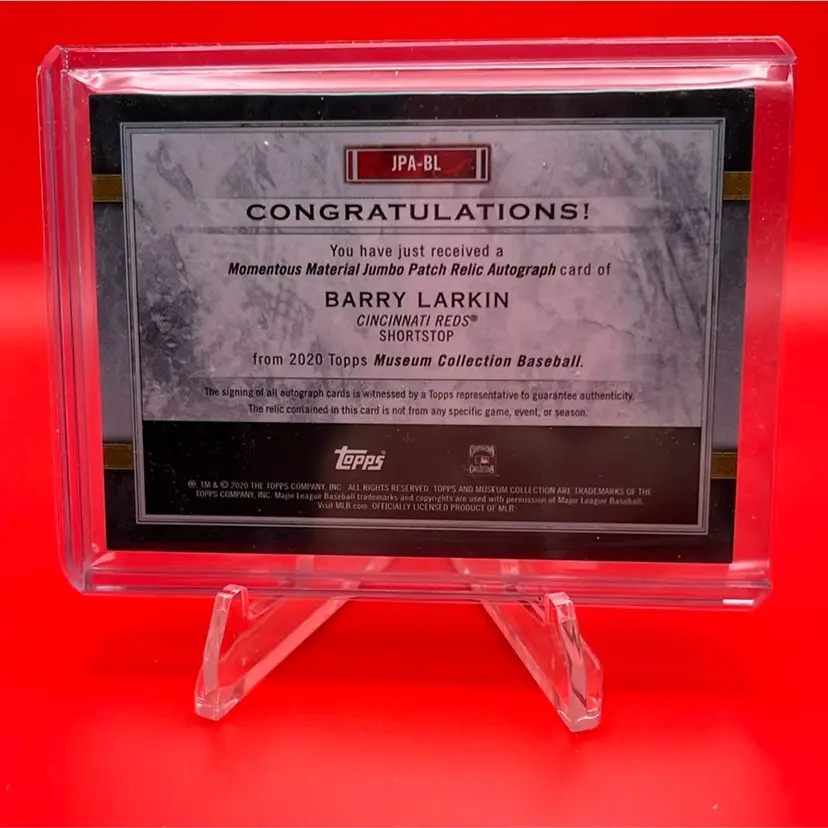 JPA-BL
CONGRATULATIONS!
You have just received a
Momentous Material Jumbo Patch Relic Autograph card of
BARRY LARKIN
CINCINNATI REDS®
SHORTSTOP
from 2020 Topps Museum Collection Baseball.
The signing of all autograph cards is witnessed by a Topps representative to guarantee authenticity.
The relic contained in this card is not from any specific game, event, or season.
topps
®, TM & © 2020 THE TOPPS COMPANY, INC. ALL RIGHTS RESERVED. TOPPS AND MUSEUM COLLECTION ARE TRADEMARKS OF THE
TOPPS COMPANY, INC. Major League Baseball trademarks and copyrights are used with permission of Major League Baseball.
Visit MLB.com. OFFICIALLY LICENSED PRODUCT OF MLB.